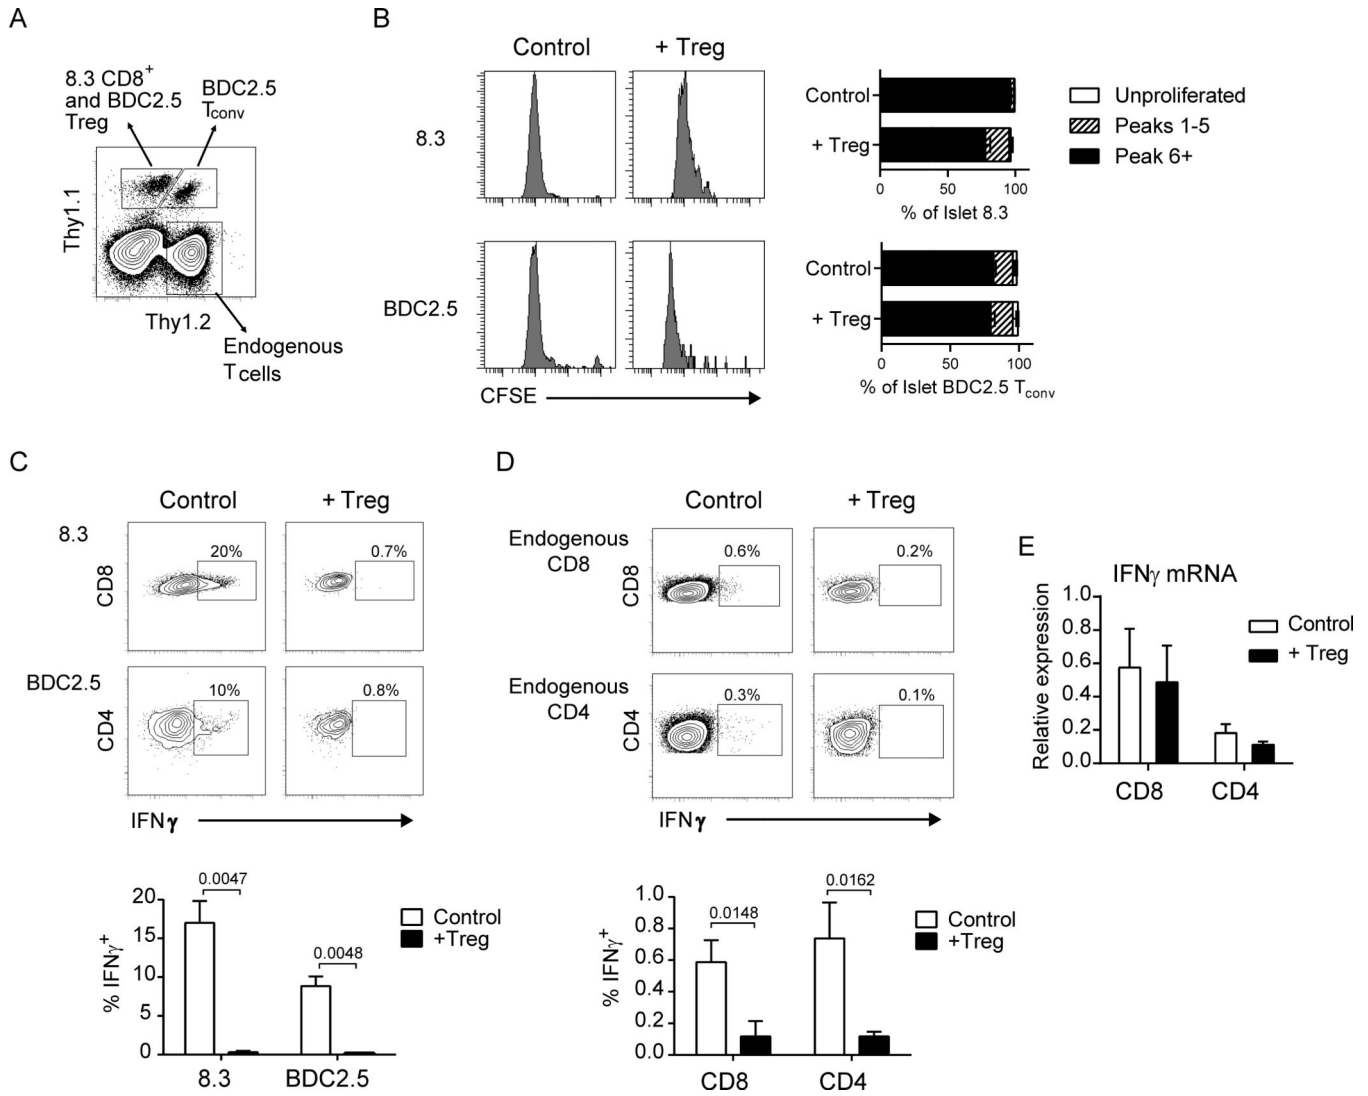 A
8.3 CD8+
and BDC2.5
Treg
BDC2.5
Tconv
Thy1.1
Thy1.2
Endogenous
T cells
B
Control
+ Treg
8.3
BDC2.5
CFSE
Control
+ Treg
0
50
100
% of Islet 8.3
Control
+ Treg
0
50
100
% of Islet BDC2.5 Tconv
Unproliferated
Peaks 1-5
Peak 6+
C
Control
+ Treg
8.3
CD8
20%
0.7%
BDC2.5
CD4
10%
0.8%
IFNγ
% IFNγ+
20
15
10
5
0
0.0047
0.0048
8.3
BDC2.5
Control
+Treg
D
Control
+ Treg
Endogenous
CD8
CD8
0.6%
0.2%
Endogenous
CD4
CD4
0.3%
0.1%
IFNγ
% IFNγ+
1.0
0.8
0.6
0.4
0.2
0.0
0.0148
0.0162
CD8
CD4
Control
+Treg
E
IFNγ mRNA
Relative expression
1.0
0.8
0.6
0.4
0.2
0.0
CD8
CD4
Control
+ Treg